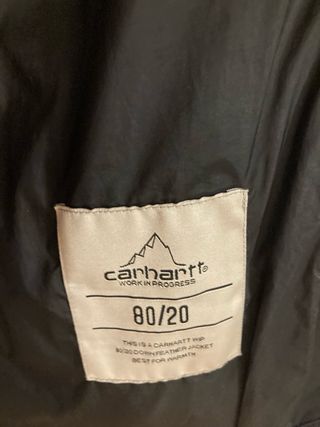 carhartt®
WORK IN PROGRESS
80/20
THIS IS A CARHARTT WIP
80/20 DOWN/FEATHER JACKET
BEST FOR WARMTH